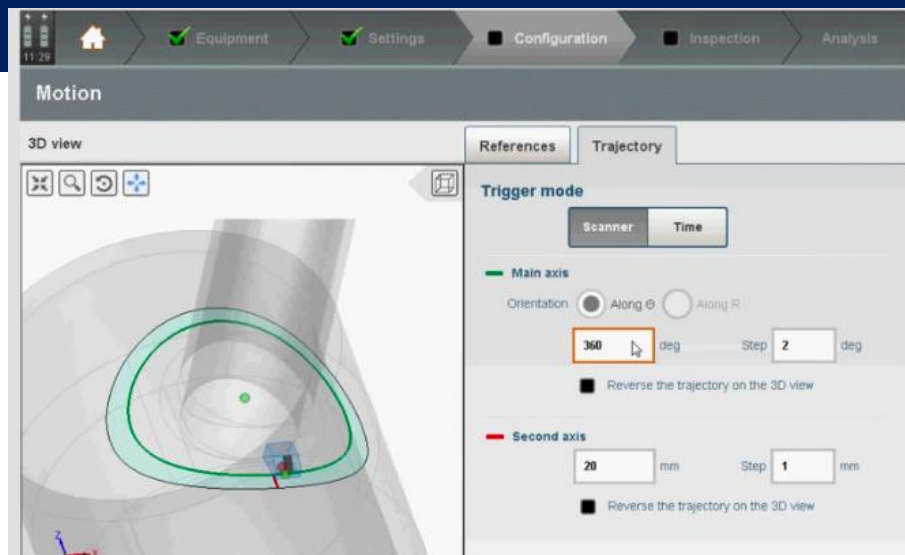 11:29
Equipment
Settings
Configuration
Inspection
Analysis
Motion
3D view
References
Trajectory
Trigger mode
Scanner
Time
Main axis
Orientation
Along Θ
Along R
360
deg
Step
2
deg
Reverse the trajectory on the 3D view
Second axis
20
mm
Step
1
mm
Reverse the trajectory on the 3D view
Z
x